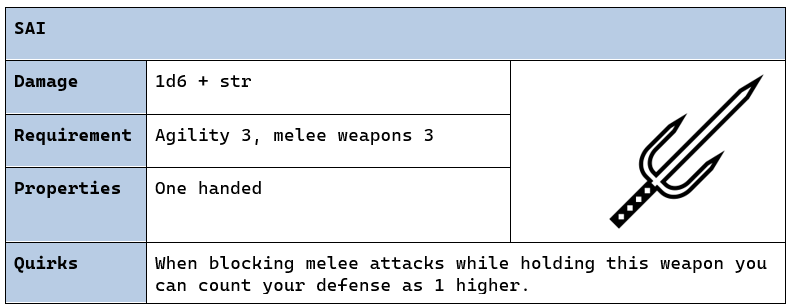 SAI
Damage 1d6 + str
Requirement Agility 3, melee weapons 3
Properties One handed
Quirks When blocking melee attacks while holding this weapon you
can count your defense as 1 higher.